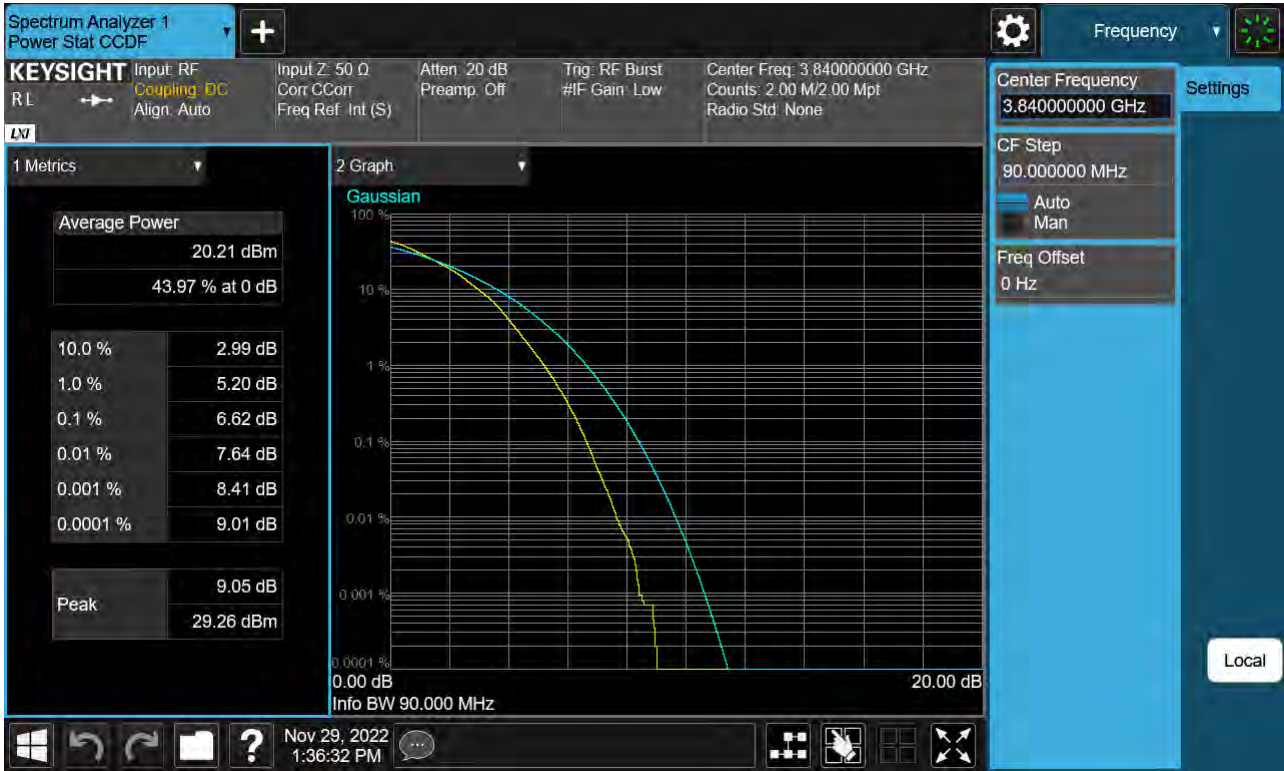 Spectrum Analyzer 1
Power Stat CCDF
+
Frequency
KEYSIGHT
RL
LXI
Input: RF
Coupling: DC
Align: Auto
Input Z: 50 Ω
Corr CCorr
Freq Ref: Int (S)
Atten: 20 dB
Preamp: Off
Trig: RF Burst
#IF Gain: Low
Center Freq: 3.840000000 GHz
Counts: 2.00 M/2.00 Mpt
Radio Std: None
Center Frequency
3.840000000 GHz
Settings
CF Step
90.000000 MHz
Auto
Man
Freq Offset
0 Hz
1 Metrics
Average Power
20.21 dBm
43.97 % at 0 dB
10.0 % 2.99 dB
1.0 % 5.20 dB
0.1 % 6.62 dB
0.01 % 7.64 dB
0.001 % 8.41 dB
0.0001 % 9.01 dB
Peak
9.05 dB
29.26 dBm
2 Graph
Gaussian
100 %
10 %
1 %
0.1 %
0.01 %
0.001 %
0.0001 %
0.00 dB 20.00 dB
Info BW 90.000 MHz
Local
?
Nov 29, 2022
1:36:32 PM